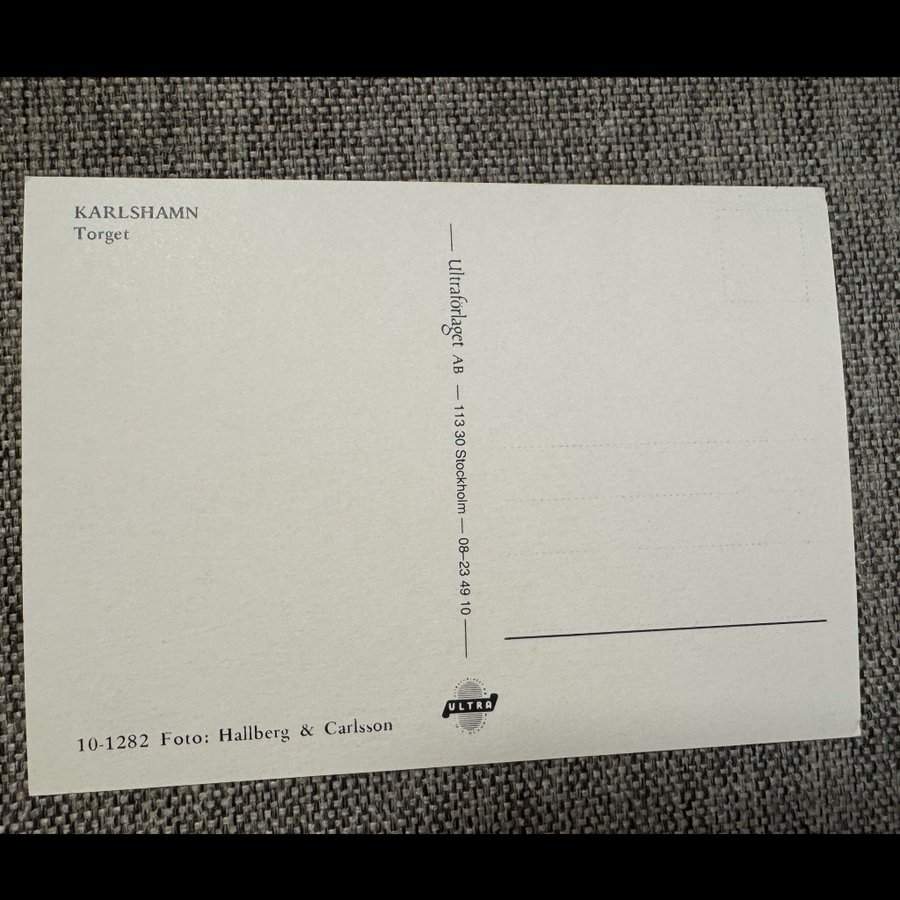 KARLSHAMN
Torget
Ultraförlaget AB — 113 30 Stockholm — 08–23 49 10
ULTRA
10-1282 Foto: Hallberg & Carlsson